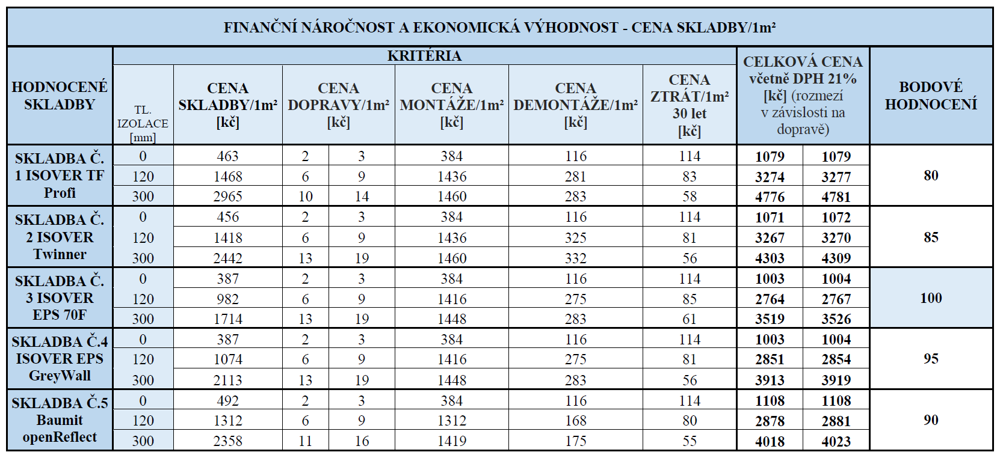 FINANČNÍ NÁROČNOST A EKONOMICKÁ VÝHODNOST - CENA SKLADBY/1m²
HODNOCENÉ SKLADBY
KRITÉRIA
CELKOVÁ CENA včetně DPH 21% [kč] (rozmezí v závislosti na dopravě)
BODOVÉ HODNOCENÍ
TL. IZOLACE [mm]
CENA SKLADBY/1m² [kč]
CENA DOPRAVY/1m² [kč]
CENA MONTÁŽE/1m² [kč]
CENA DEMONTÁŽE/1m² [kč]
CENA ZTRÁT/1m² 30 let [kč]
SKLADBA Č. 1 ISOVER TF Profi
0 463 2 3 384 116 114 1079 1079
120 1468 6 9 1436 281 83 3274 3277
300 2965 10 14 1460 283 58 4776 4781
80
SKLADBA Č. 2 ISOVER Twinner
0 456 2 3 384 116 114 1071 1072
120 1418 6 9 1436 325 81 3267 3270
300 2442 13 19 1460 332 56 4303 4309
85
SKLADBA Č. 3 ISOVER EPS 70F
0 387 2 3 384 116 114 1003 1004
120 982 6 9 1416 275 85 2764 2767
300 1714 13 19 1448 283 61 3519 3526
100
SKLADBA Č.4 ISOVER EPS GreyWall
0 387 2 3 384 116 114 1003 1004
120 1074 6 9 1416 275 81 2851 2854
300 2113 13 19 1448 283 56 3913 3919
95
SKLADBA Č.5 Baumit openReflect
0 492 2 3 384 116 114 1108 1108
120 1312 6 9 1312 168 80 2878 2881
300 2358 11 16 1419 175 55 4018 4023
90